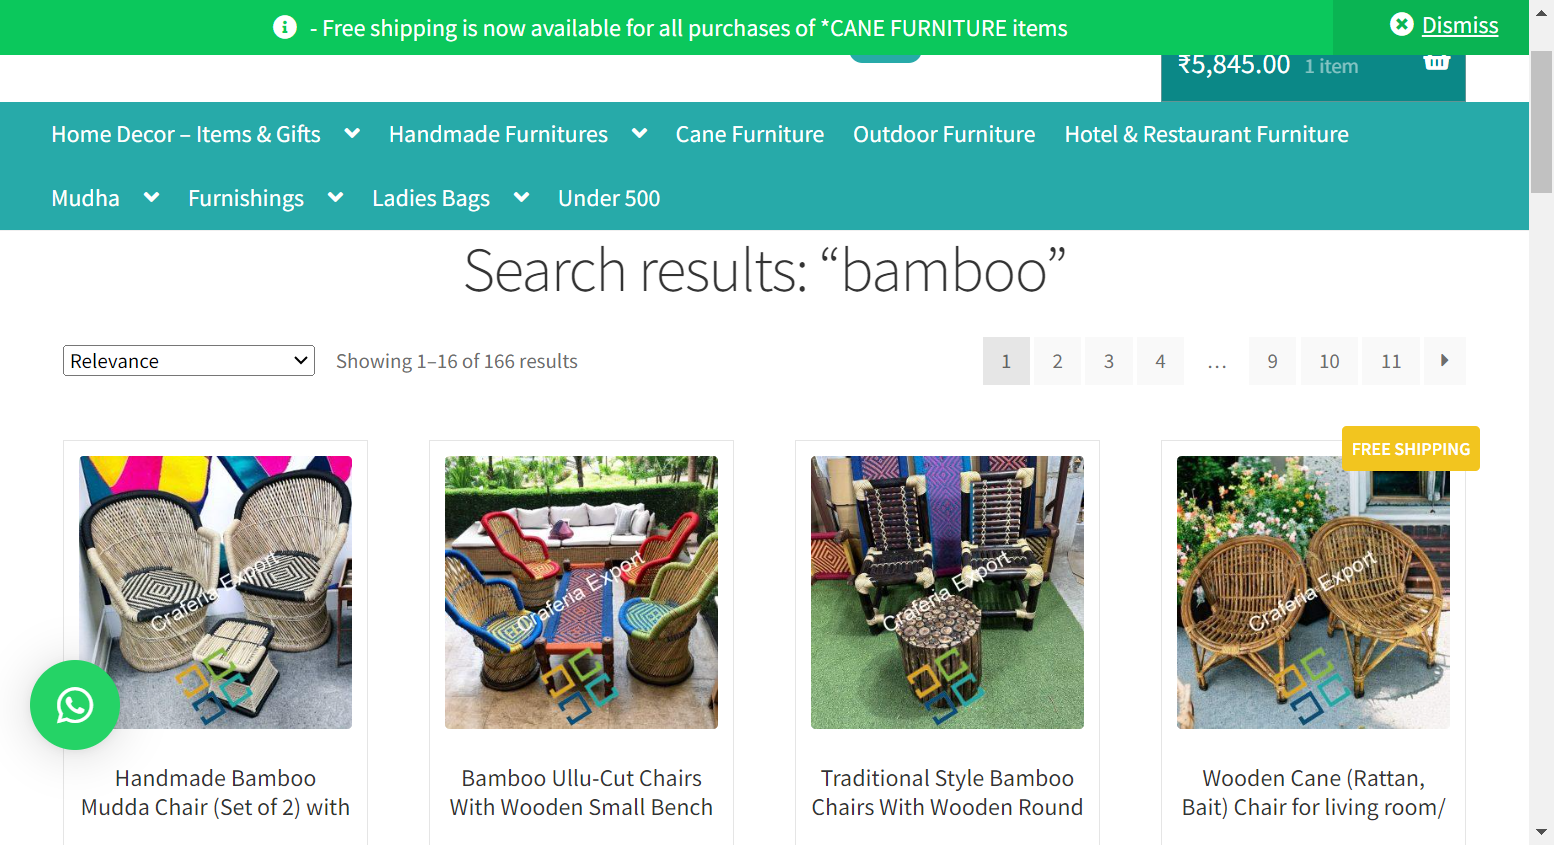 - Free shipping is now available for all purchases of *CANE FURNITURE items
Dismiss
₹5,845.00 1 item
Home Decor – Items & Gifts Handmade Furnitures Cane Furniture Outdoor Furniture Hotel & Restaurant Furniture
Mudha Furnishings Ladies Bags Under 500
Search results: “bamboo”
Relevance
Showing 1–16 of 166 results
1 2 3 4 … 9 10 11
FREE SHIPPING
Craferia Export
Craferia Export
Craferia Export
Craferia Export
Handmade Bamboo
Mudda Chair (Set of 2) with
Bamboo Ullu-Cut Chairs
With Wooden Small Bench
Traditional Style Bamboo
Chairs With Wooden Round
Wooden Cane (Rattan,
Bait) Chair for living room/